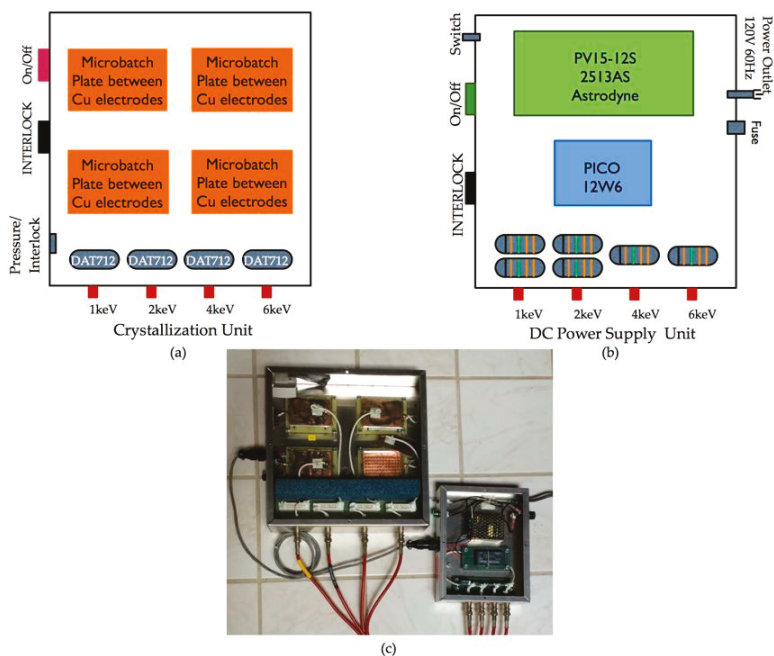 On/Off
INTERLOCK
Pressure/
Interlock
Microbatch
Plate between
Cu electrodes
Microbatch
Plate between
Cu electrodes
Microbatch
Plate between
Cu electrodes
Microbatch
Plate between
Cu electrodes
DAT712
DAT712
DAT712
DAT712
1keV
2keV
4keV
6keV
Crystallization Unit
(a)
Switch
On/Off
INTERLOCK
PV15-12S
2513AS
Astrodyne
PICO
12W6
Power Outlet
120V 60Hz
Fuse
1keV
2keV
4keV
6keV
DC Power Supply Unit
(b)
(c)